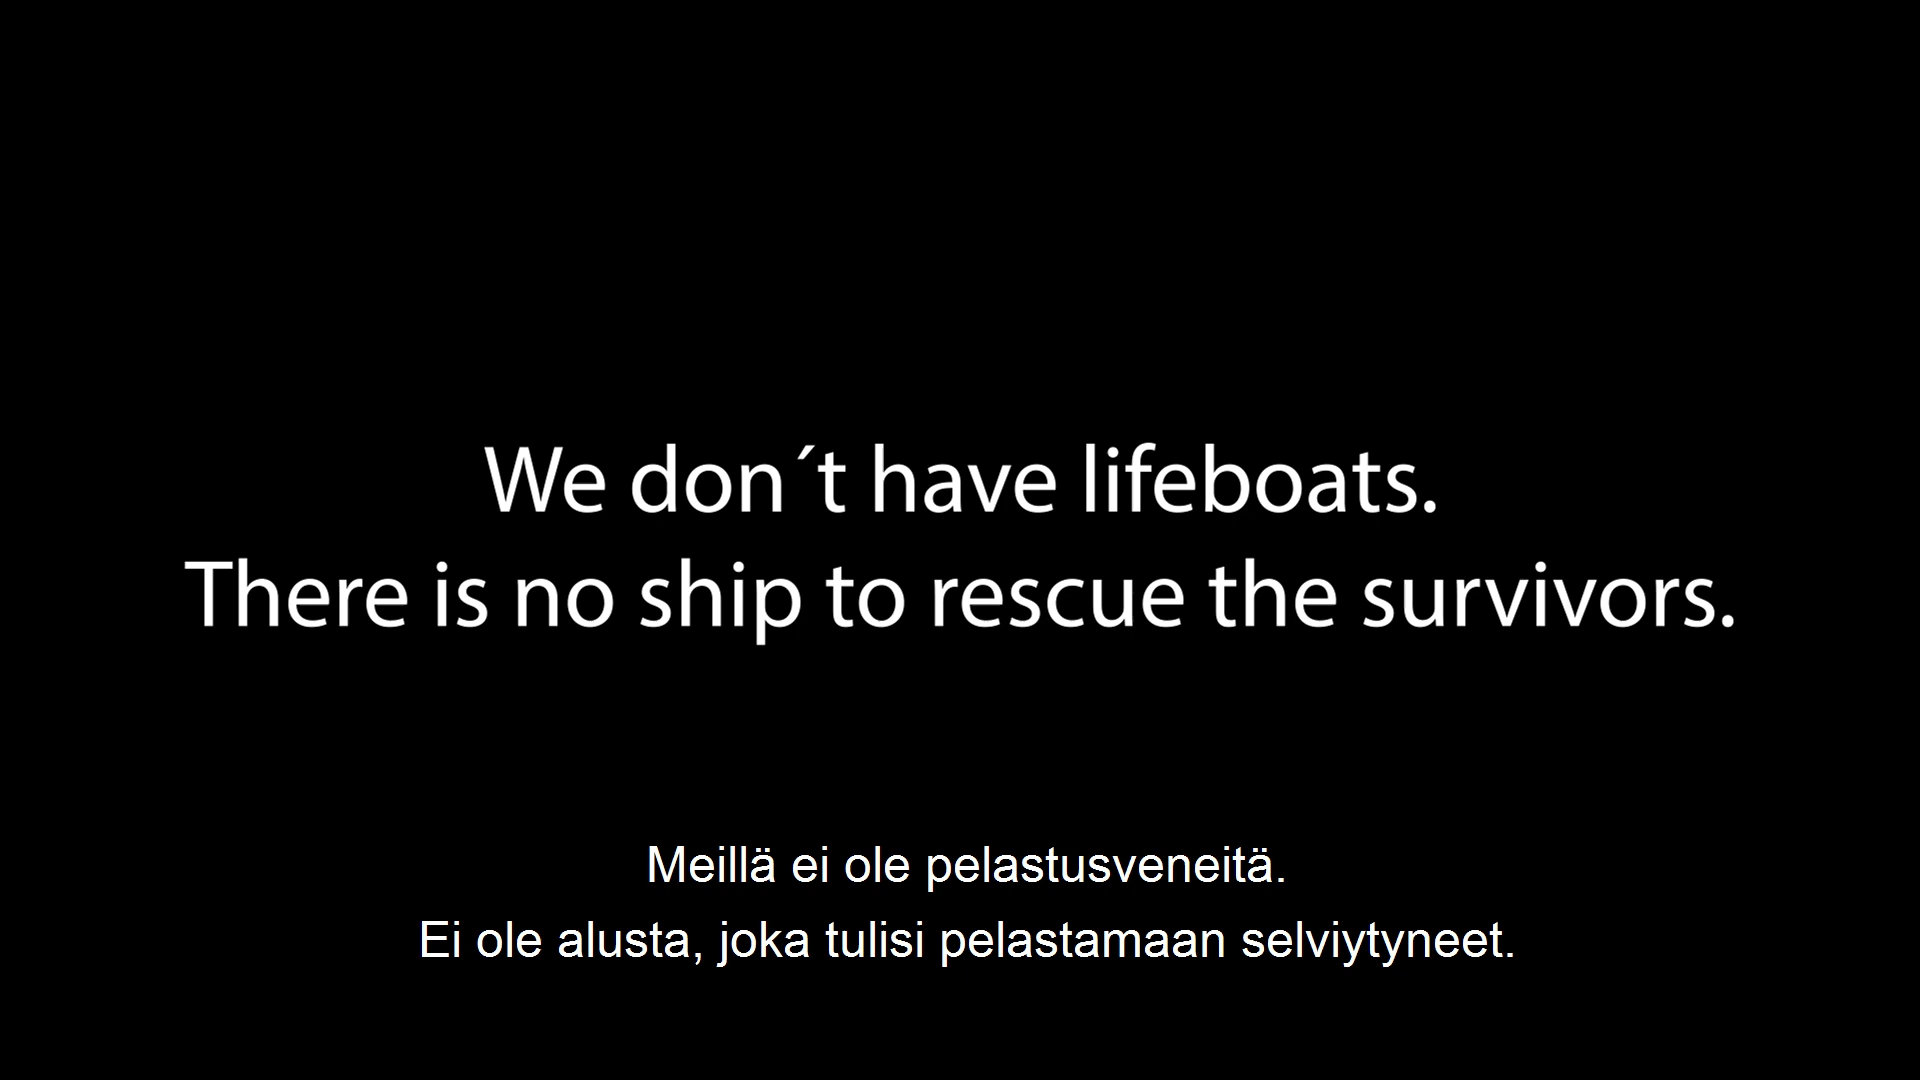 We don´t have lifeboats.
There is no ship to rescue the survivors.
Meillä ei ole pelastusveneitä.
Ei ole alusta, joka tulisi pelastamaan selviytyneet.